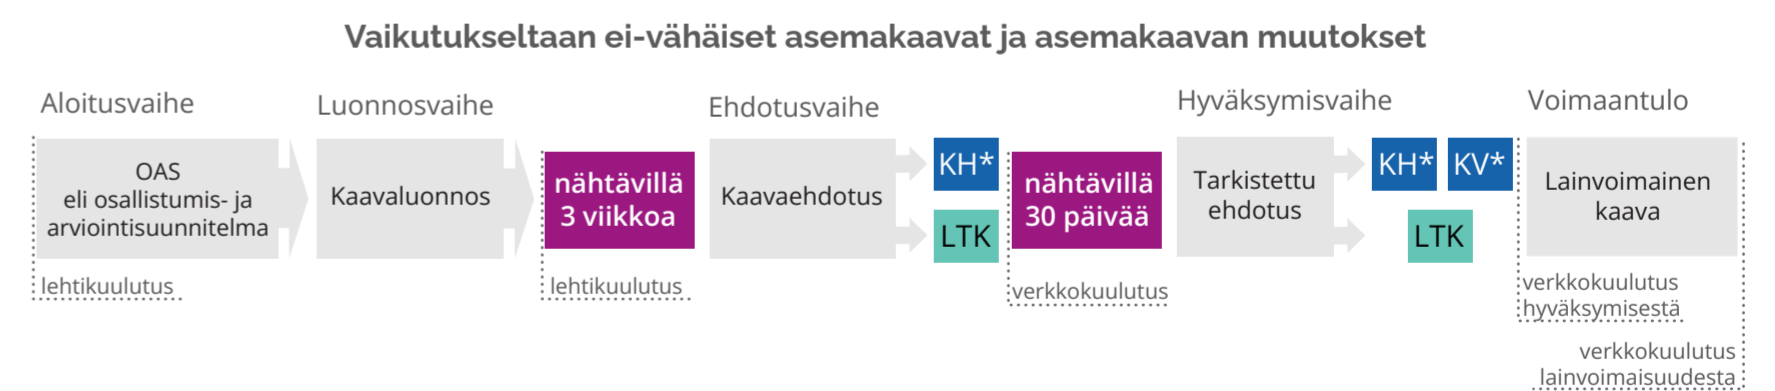 Vaikutukseltaan ei-vähäiset asemakaavat ja asemakaavan muutokset
Aloitusvaihe
OAS
eli osallistumis- ja
arviointisuunnitelma
lehtikuulutus
Luonnosvaihe
Kaavaluonnos
nähtävillä
3 viikkoa
lehtikuulutus
Ehdotusvaihe
Kaavaehdotus
KH*
LTK
nähtävillä
30 päivää
verkkokuulutus
Hyväksymisvaihe
Tarkistettu
ehdotus
KH*
KV*
LTK
Voimaantulo
Lainvoimainen
kaava
verkkokuulutus
hyväksymisestä
verkkokuulutus
lainvoimaisuudesta